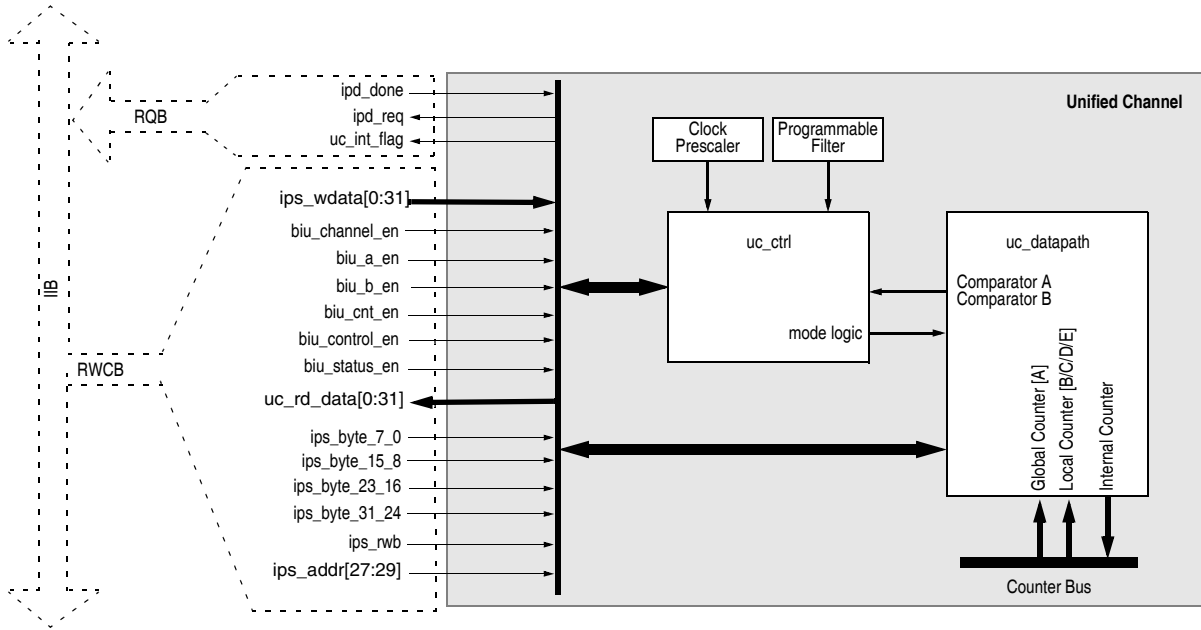 Unified Channel
ipd_done
ipd_req
uc_int_flag
RQB
ips_wdata[0:31]
biu_channel_en
biu_a_en
biu_b_en
biu_cnt_en
biu_control_en
biu_status_en
uc_rd_data[0:31]
ips_byte_7_0
ips_byte_15_8
ips_byte_23_16
ips_byte_31_24
ips_rwb
ips_addr[27:29]
IIB
RWCB
Clock
Prescaler
Programmable
Filter
uc_ctrl
mode logic
uc_datapath
Comparator A
Comparator B
Global Counter [A]
Local Counter [B/C/D/E]
Internal Counter
Counter Bus